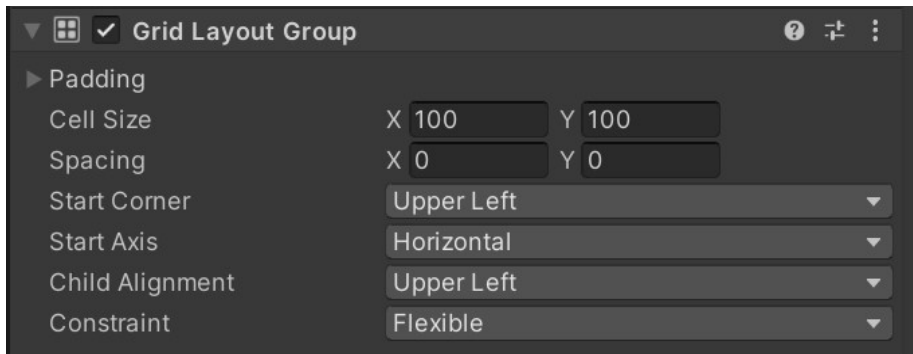 Grid Layout Group
Padding
Cell Size X 100 Y 100
Spacing X 0 Y 0
Start Corner Upper Left
Start Axis Horizontal
Child Alignment Upper Left
Constraint Flexible